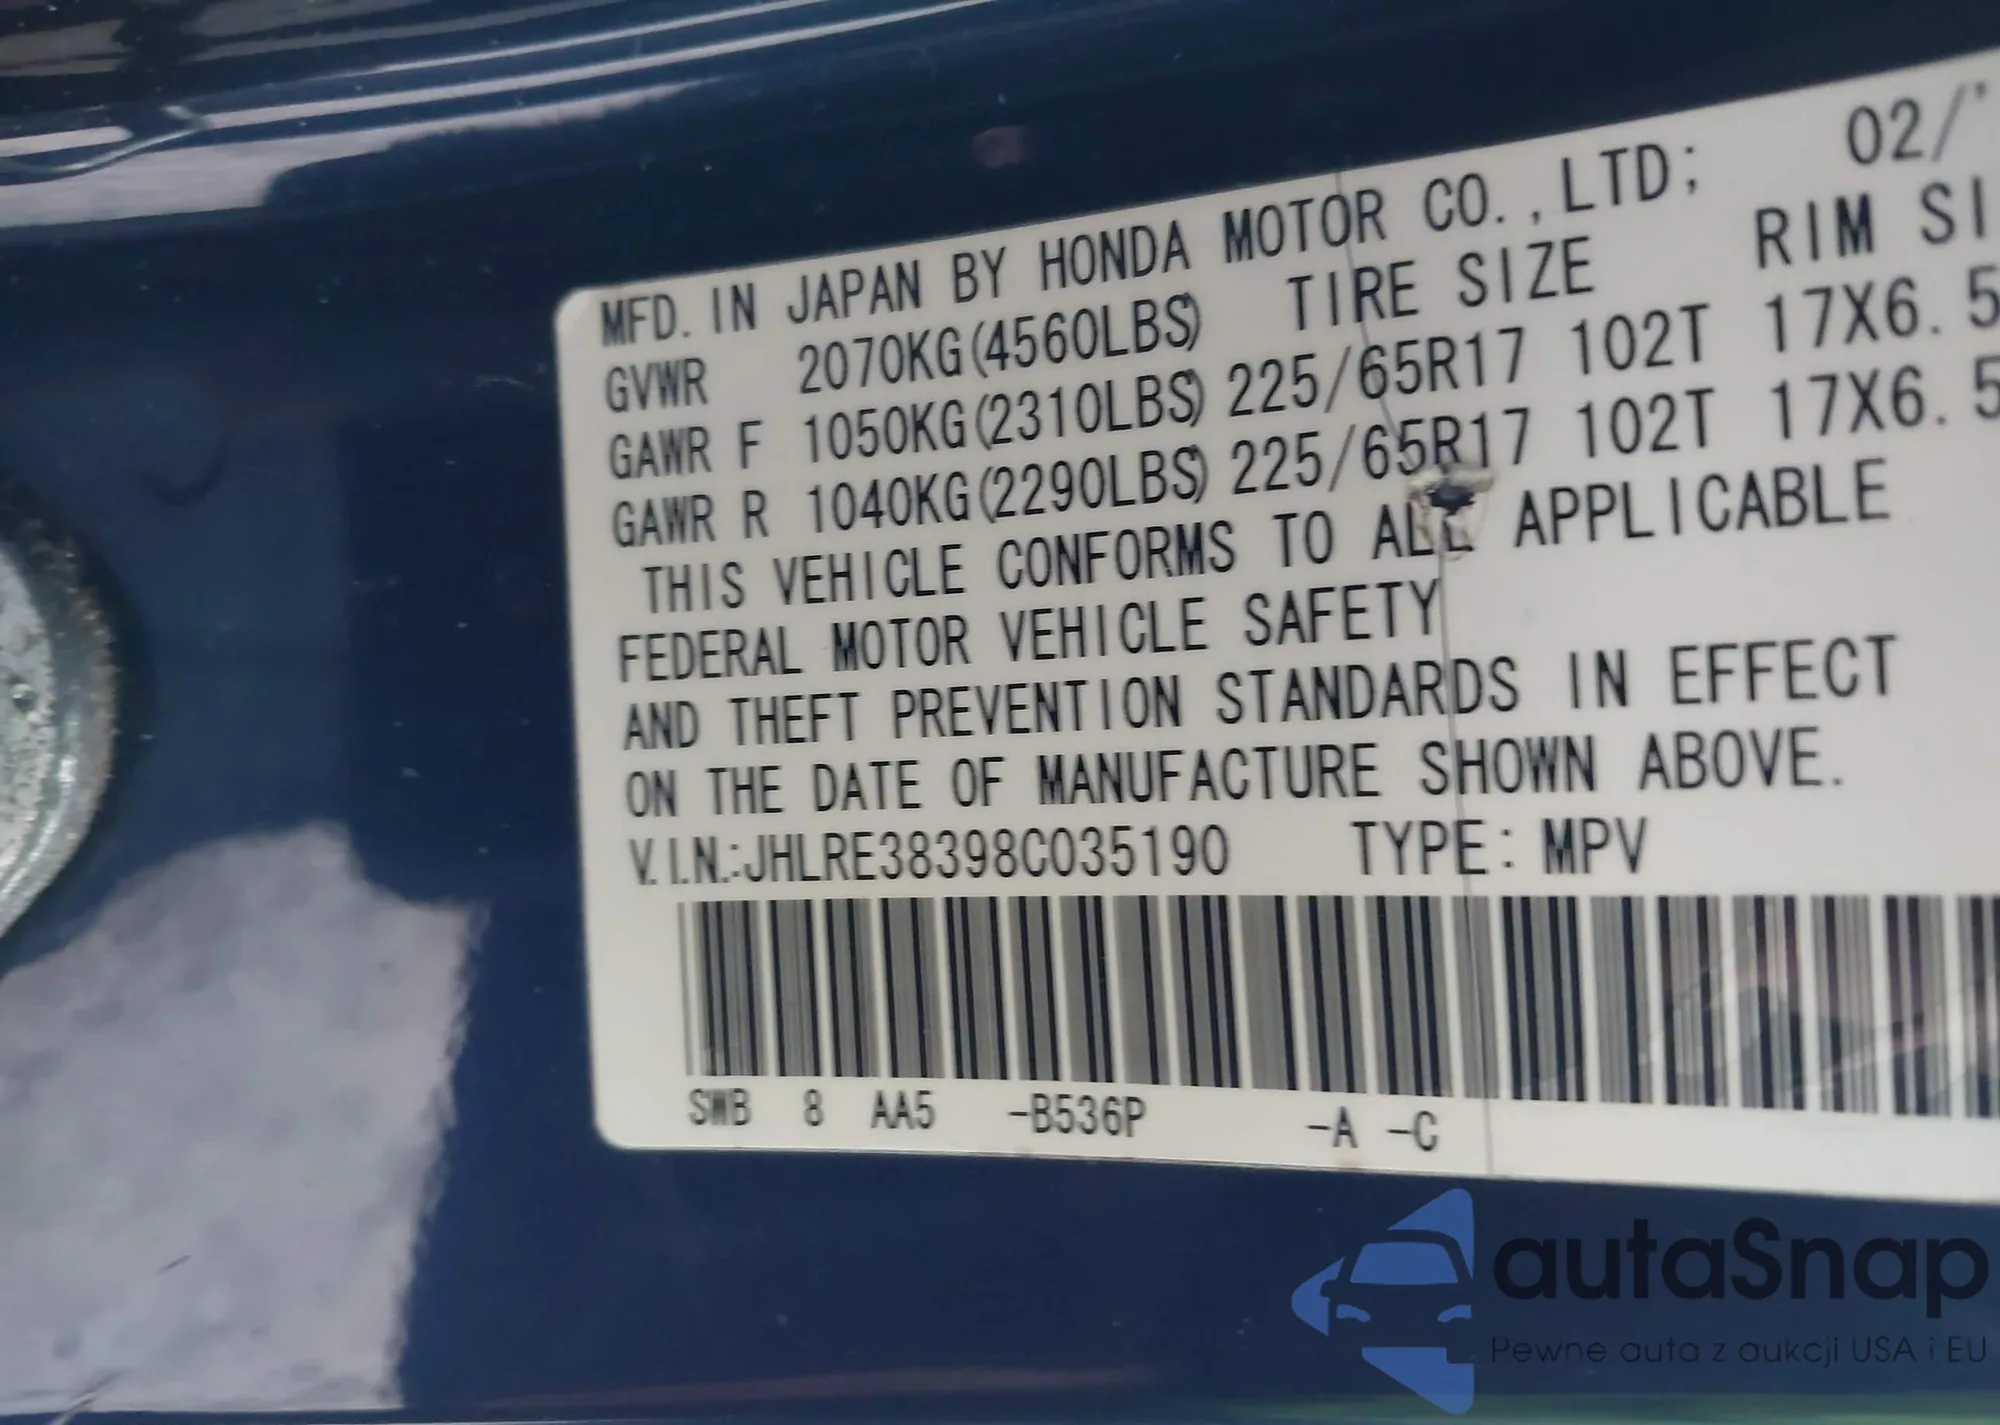 MFD. IN JAPAN BY HONDA MOTOR CO.,LTD; 02/'
GVWR 2070KG(4560LBS) TIRE SIZE RIM SI
GAWR F 1050KG(2310LBS) 225/65R17 102T 17X6.5
GAWR R 1040KG(2290LBS) 225/65R17 102T 17X6.5
THIS VEHICLE CONFORMS TO ALL APPLICABLE
FEDERAL MOTOR VEHICLE SAFETY
AND THEFT PREVENTION STANDARDS IN EFFECT
ON THE DATE OF MANUFACTURE SHOWN ABOVE.
V.I.N.:JHLRE38398C035190 TYPE: MPV
SWB 8 AA5 -B536P -A -C
autaSnap
Pewne auta z aukcji USA i EU